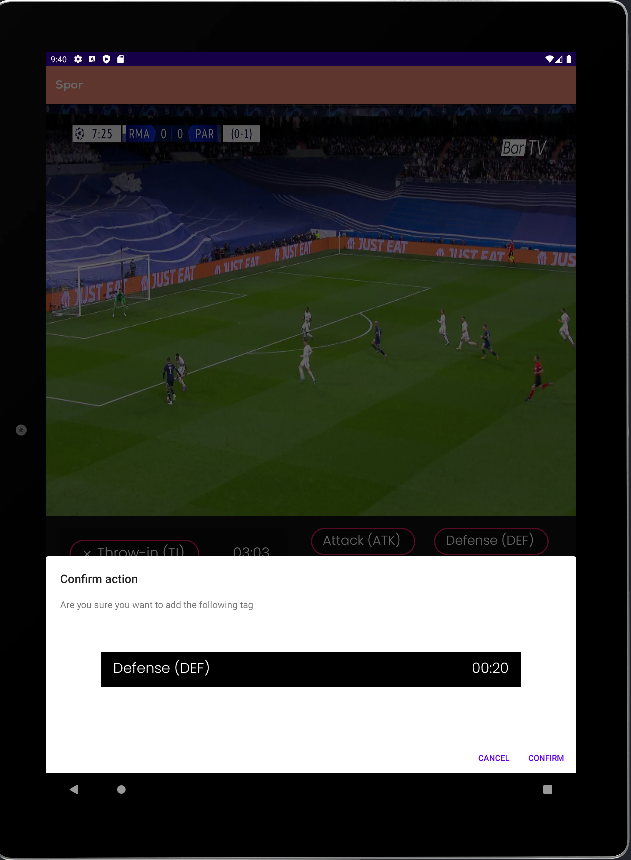 9:40
Spor
7:25 RMA 0 0 PAR (0-1)
Bar TV
JUST EAT
JUST EAT
JUST EAT
JUST EAT
JUST EAT
JUST
Attack (ATK) Defense (DEF)
× Throw-in (TI) 03:03
Confirm action
Are you sure you want to add the following tag
Defense (DEF) 00:20
CANCEL CONFIRM